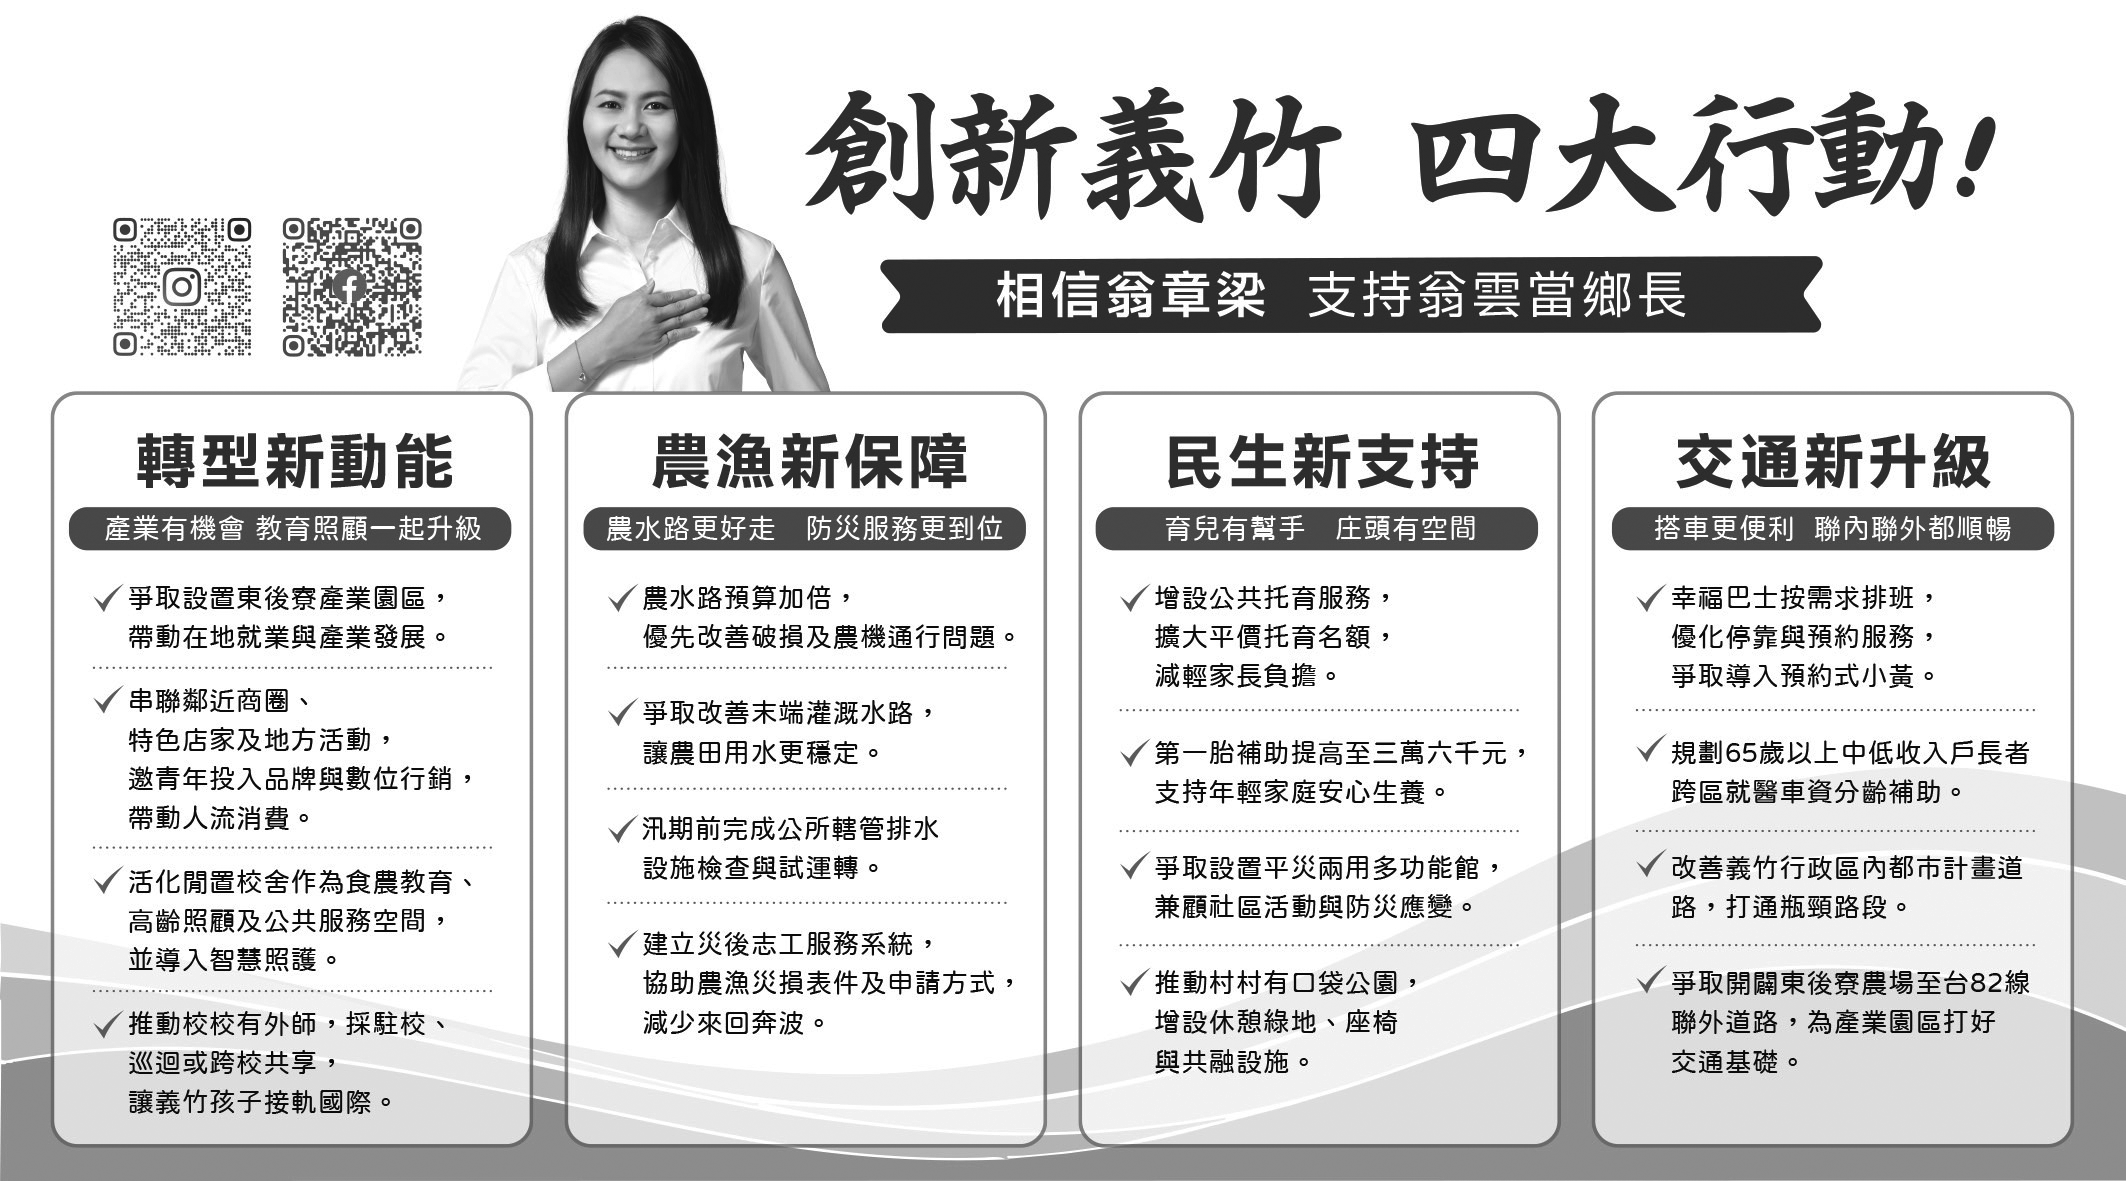 創新義竹 四大行動!
相信翁章梁 支持翁雲當鄉長
轉型新動能
產業有機會 教育照顧一起升級
爭取設置東後寮產業園區，
帶動在地就業與產業發展。
串聯鄰近商圈、
特色店家及地方活動，
邀青年投入品牌與數位行銷，
帶動人流消費。
活化閒置校舍作為食農教育、
高齡照顧及公共服務空間，
並導入智慧照護。
推動校校有外師，採駐校、
巡迴或跨校共享，
讓義竹孩子接軌國際。
農漁新保障
農水路更好走 防災服務更到位
農水路預算加倍，
優先改善破損及農機通行問題。
爭取改善末端灌溉水路，
讓農田用水更穩定。
汛期前完成公所轄管排水
設施檢查與試運轉。
建立災後志工服務系統，
協助農漁災損表件及申請方式，
減少來回奔波。
民生新支持
育兒有幫手 庄頭有空間
增設公共托育服務，
擴大平價托育名額，
減輕家長負擔。
第一胎補助提高至三萬六千元，
支持年輕家庭安心生養。
爭取設置平災兩用多功能館，
兼顧社區活動與防災應變。
推動村村有口袋公園，
增設休憩綠地、座椅
與共融設施。
交通新升級
搭車更便利 聯內聯外都順暢
幸福巴士按需求排班，
優化停靠與預約服務，
爭取導入預約式小黃。
規劃65歲以上中低收入戶長者
跨區就醫車資分齡補助。
改善義竹行政區內都市計畫道
路，打通瓶頸路段。
爭取開闢東後寮農場至台82線
聯外道路，為產業園區打好
交通基礎。